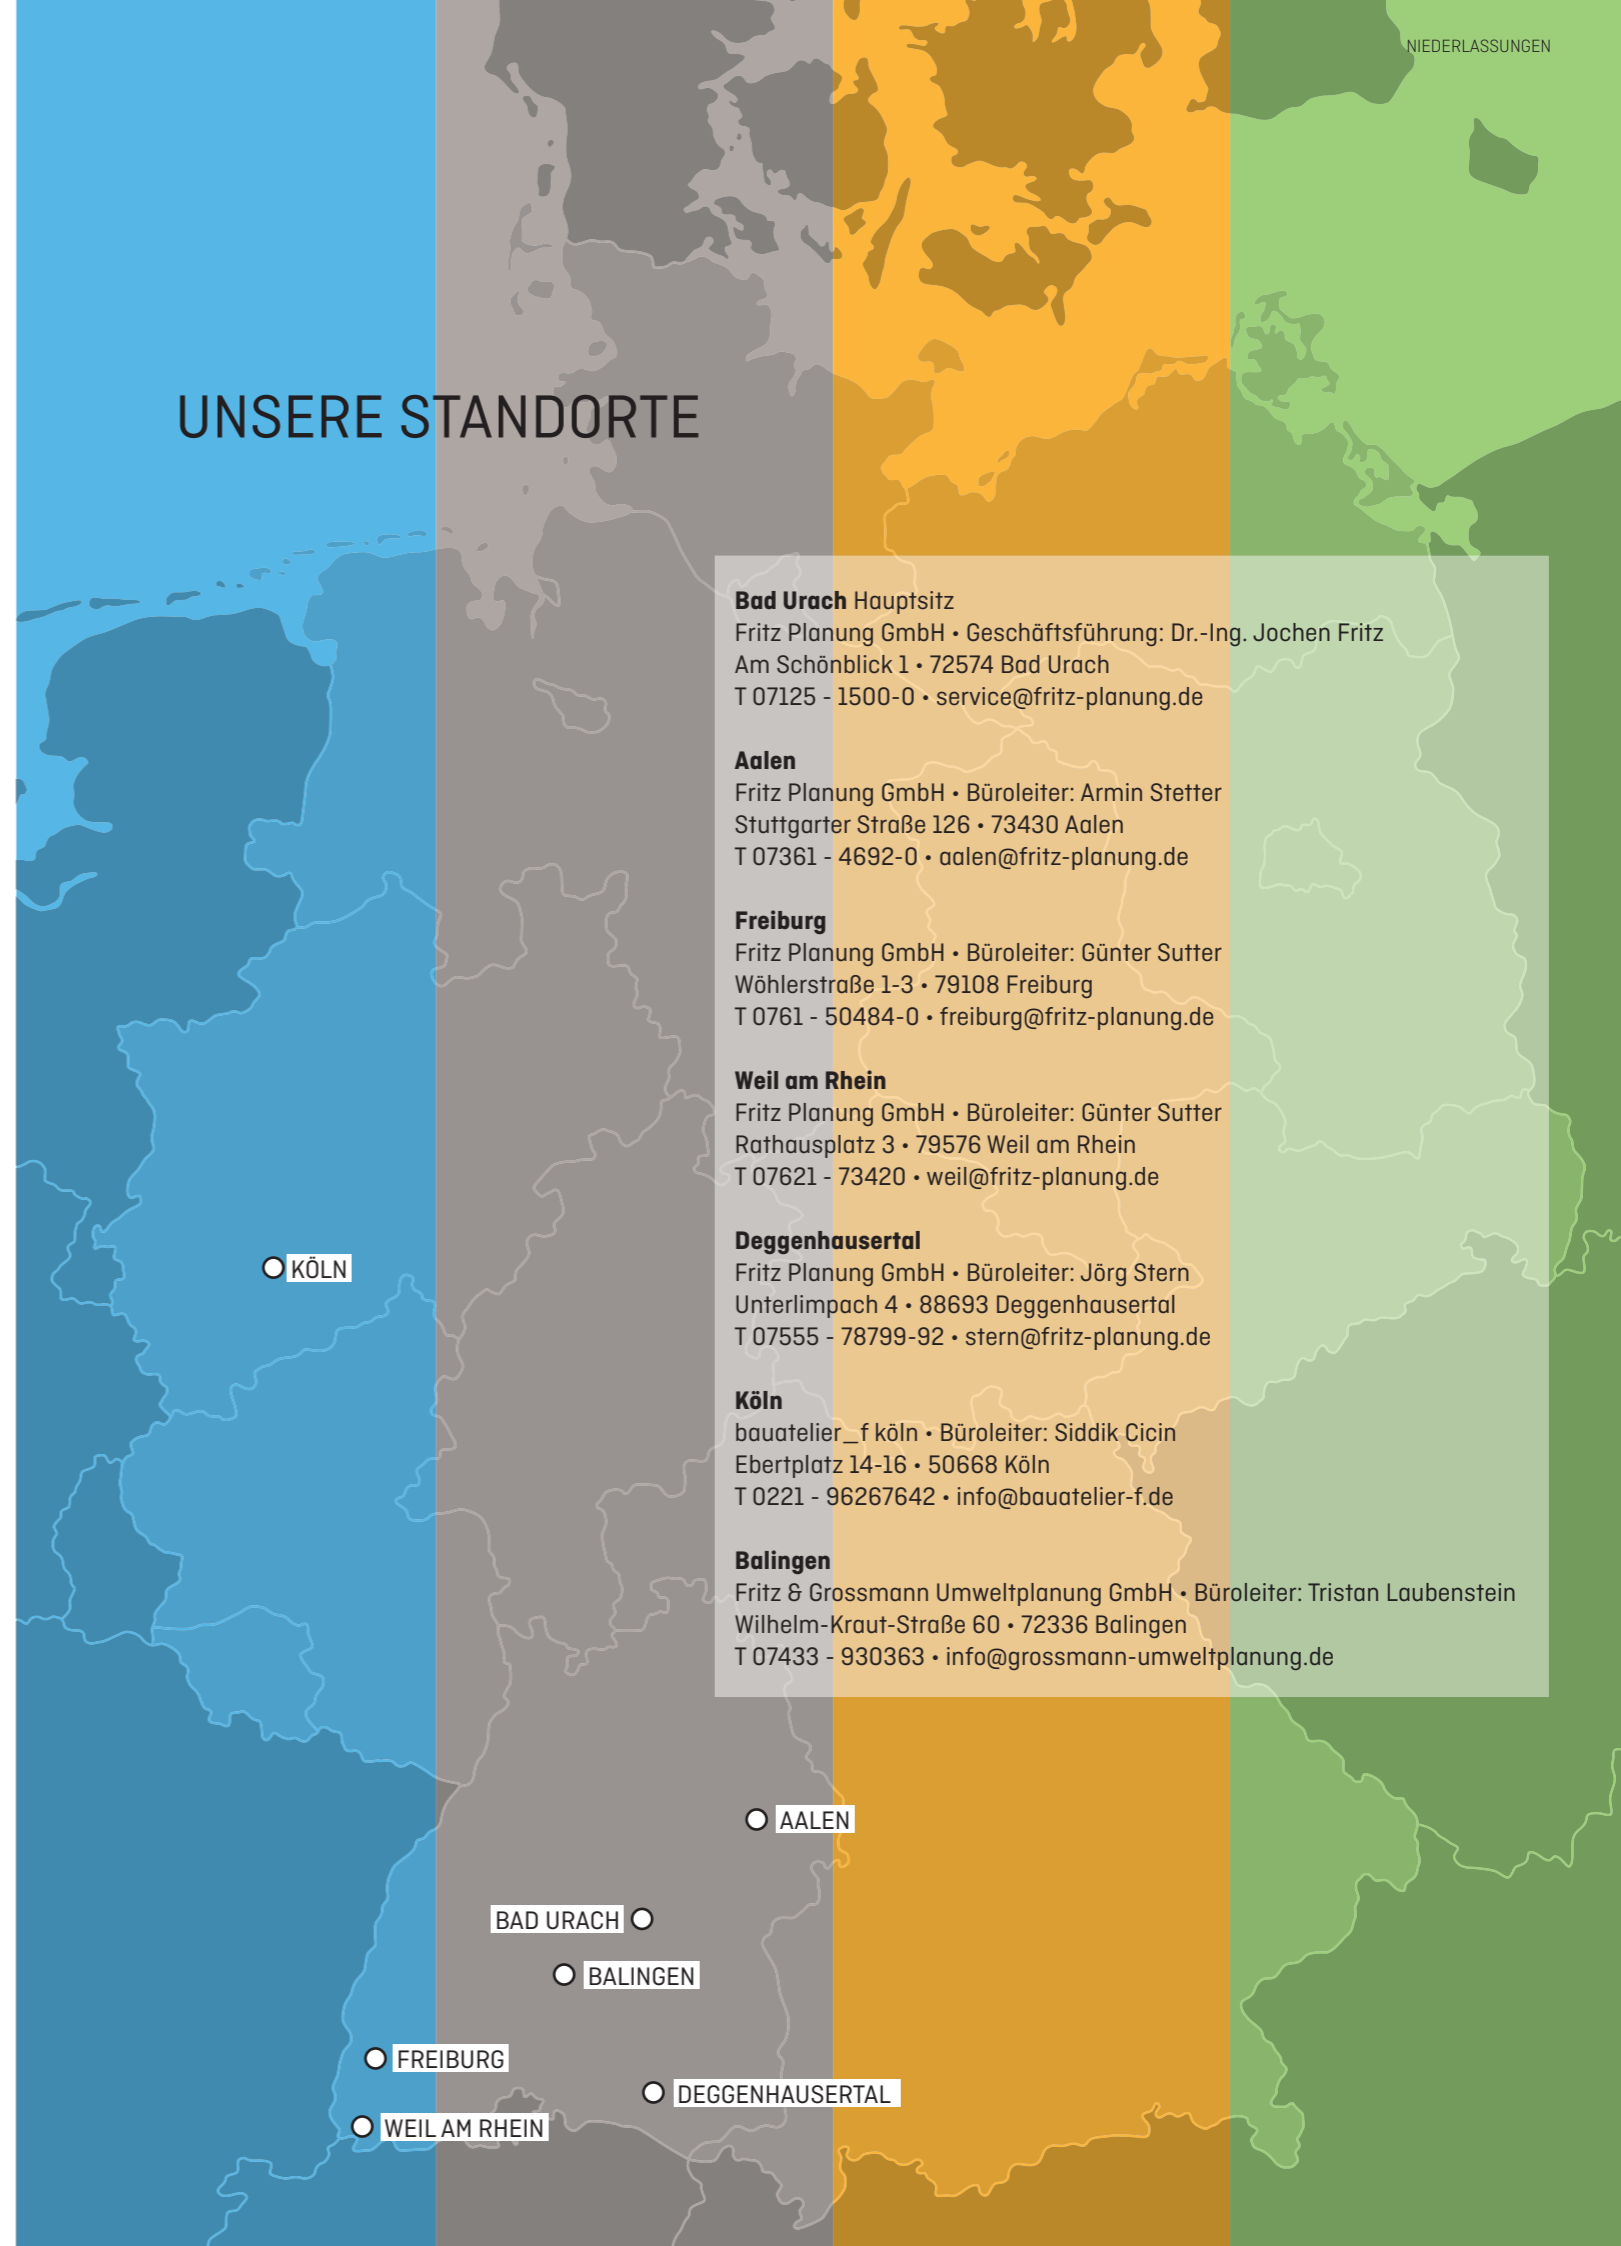 NIEDERLASSUNGEN
UNSERE STANDORTE
Bad Urach Hauptsitz
Fritz Planung GmbH • Geschäftsführung: Dr.-Ing. Jochen Fritz
Am Schönblick 1 • 72574 Bad Urach
T 07125 - 1500-0 • service@fritz-planung.de
Aalen
Fritz Planung GmbH • Büroleiter: Armin Stetter
Stuttgarter Straße 126 • 73430 Aalen
T 07361 - 4692-0 • aalen@fritz-planung.de
Freiburg
Fritz Planung GmbH • Büroleiter: Günter Sutter
Wöhlerstraße 1-3 • 79108 Freiburg
T 0761 - 50484-0 • freiburg@fritz-planung.de
Weil am Rhein
Fritz Planung GmbH • Büroleiter: Günter Sutter
Rathausplatz 3 • 79576 Weil am Rhein
T 07621 - 73420 • weil@fritz-planung.de
Deggenhausertal
Fritz Planung GmbH • Büroleiter: Jörg Stern
Unterlimpach 4 • 88693 Deggenhausertal
T 07555 - 78799-92 • stern@fritz-planung.de
Köln
bauatelier_f köln • Büroleiter: Siddik Cicin
Ebertplatz 14-16 • 50668 Köln
T 0221 - 96267642 • info@bauatelier-f.de
Balingen
Fritz & Grossmann Umweltplanung GmbH • Büroleiter: Tristan Laubenstein
Wilhelm-Kraut-Straße 60 • 72336 Balingen
T 07433 - 930363 • info@grossmann-umweltplanung.de
KÖLN
AALEN
BAD URACH
BALINGEN
FREIBURG
DEGGENHAUSERTAL
WEIL AM RHEIN